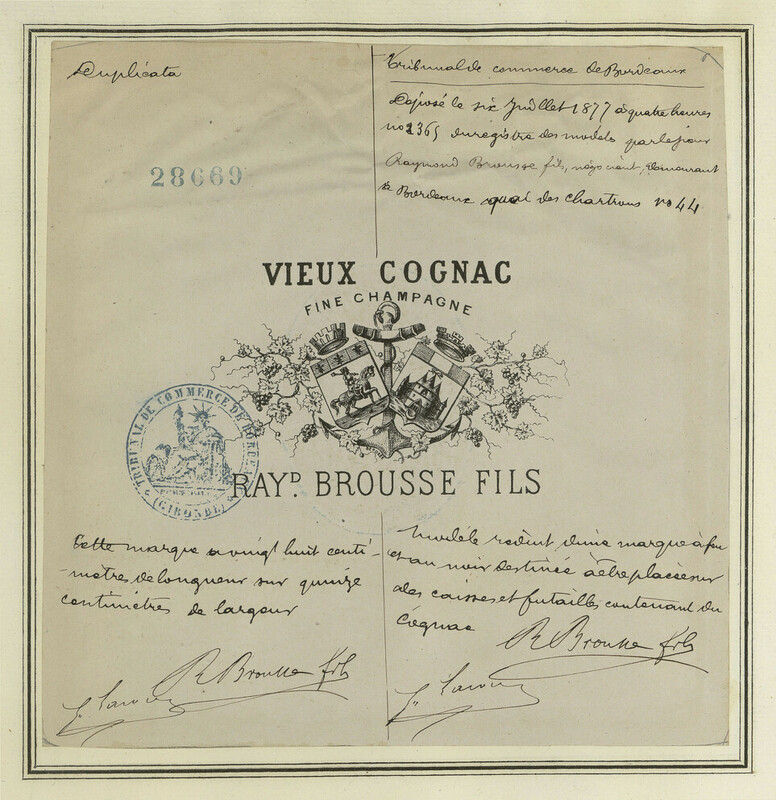 Duplicata
28669
Tribunal de commerce de Bordeaux
Déposé le six Juillet 1877 à quatre heures
no 2365 du registre des modèles par le sieur
Raymond Brousse fils, négociant, demeurant
à Bordeaux quai des chartrons no 44
VIEUX COGNAC
FINE CHAMPAGNE
TRIBUNAL DE COMMERCE DE BORDEAUX
(GIRONDE)
RAYD. BROUSSE FILS
Cette marque a vingt huit centi-
-mètres de longueur sur quinze
centimètres de largeur
R Brousse fils
Modèle réduit d'une marque à feu
et au noir destinée à être placée sur
des caisses et futailles contenant du
Cognac
R Brousse fils